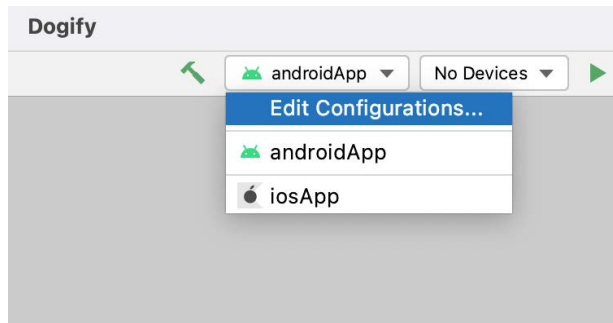 Dogify
androidApp No Devices
Edit Configurations...
androidApp
iosApp